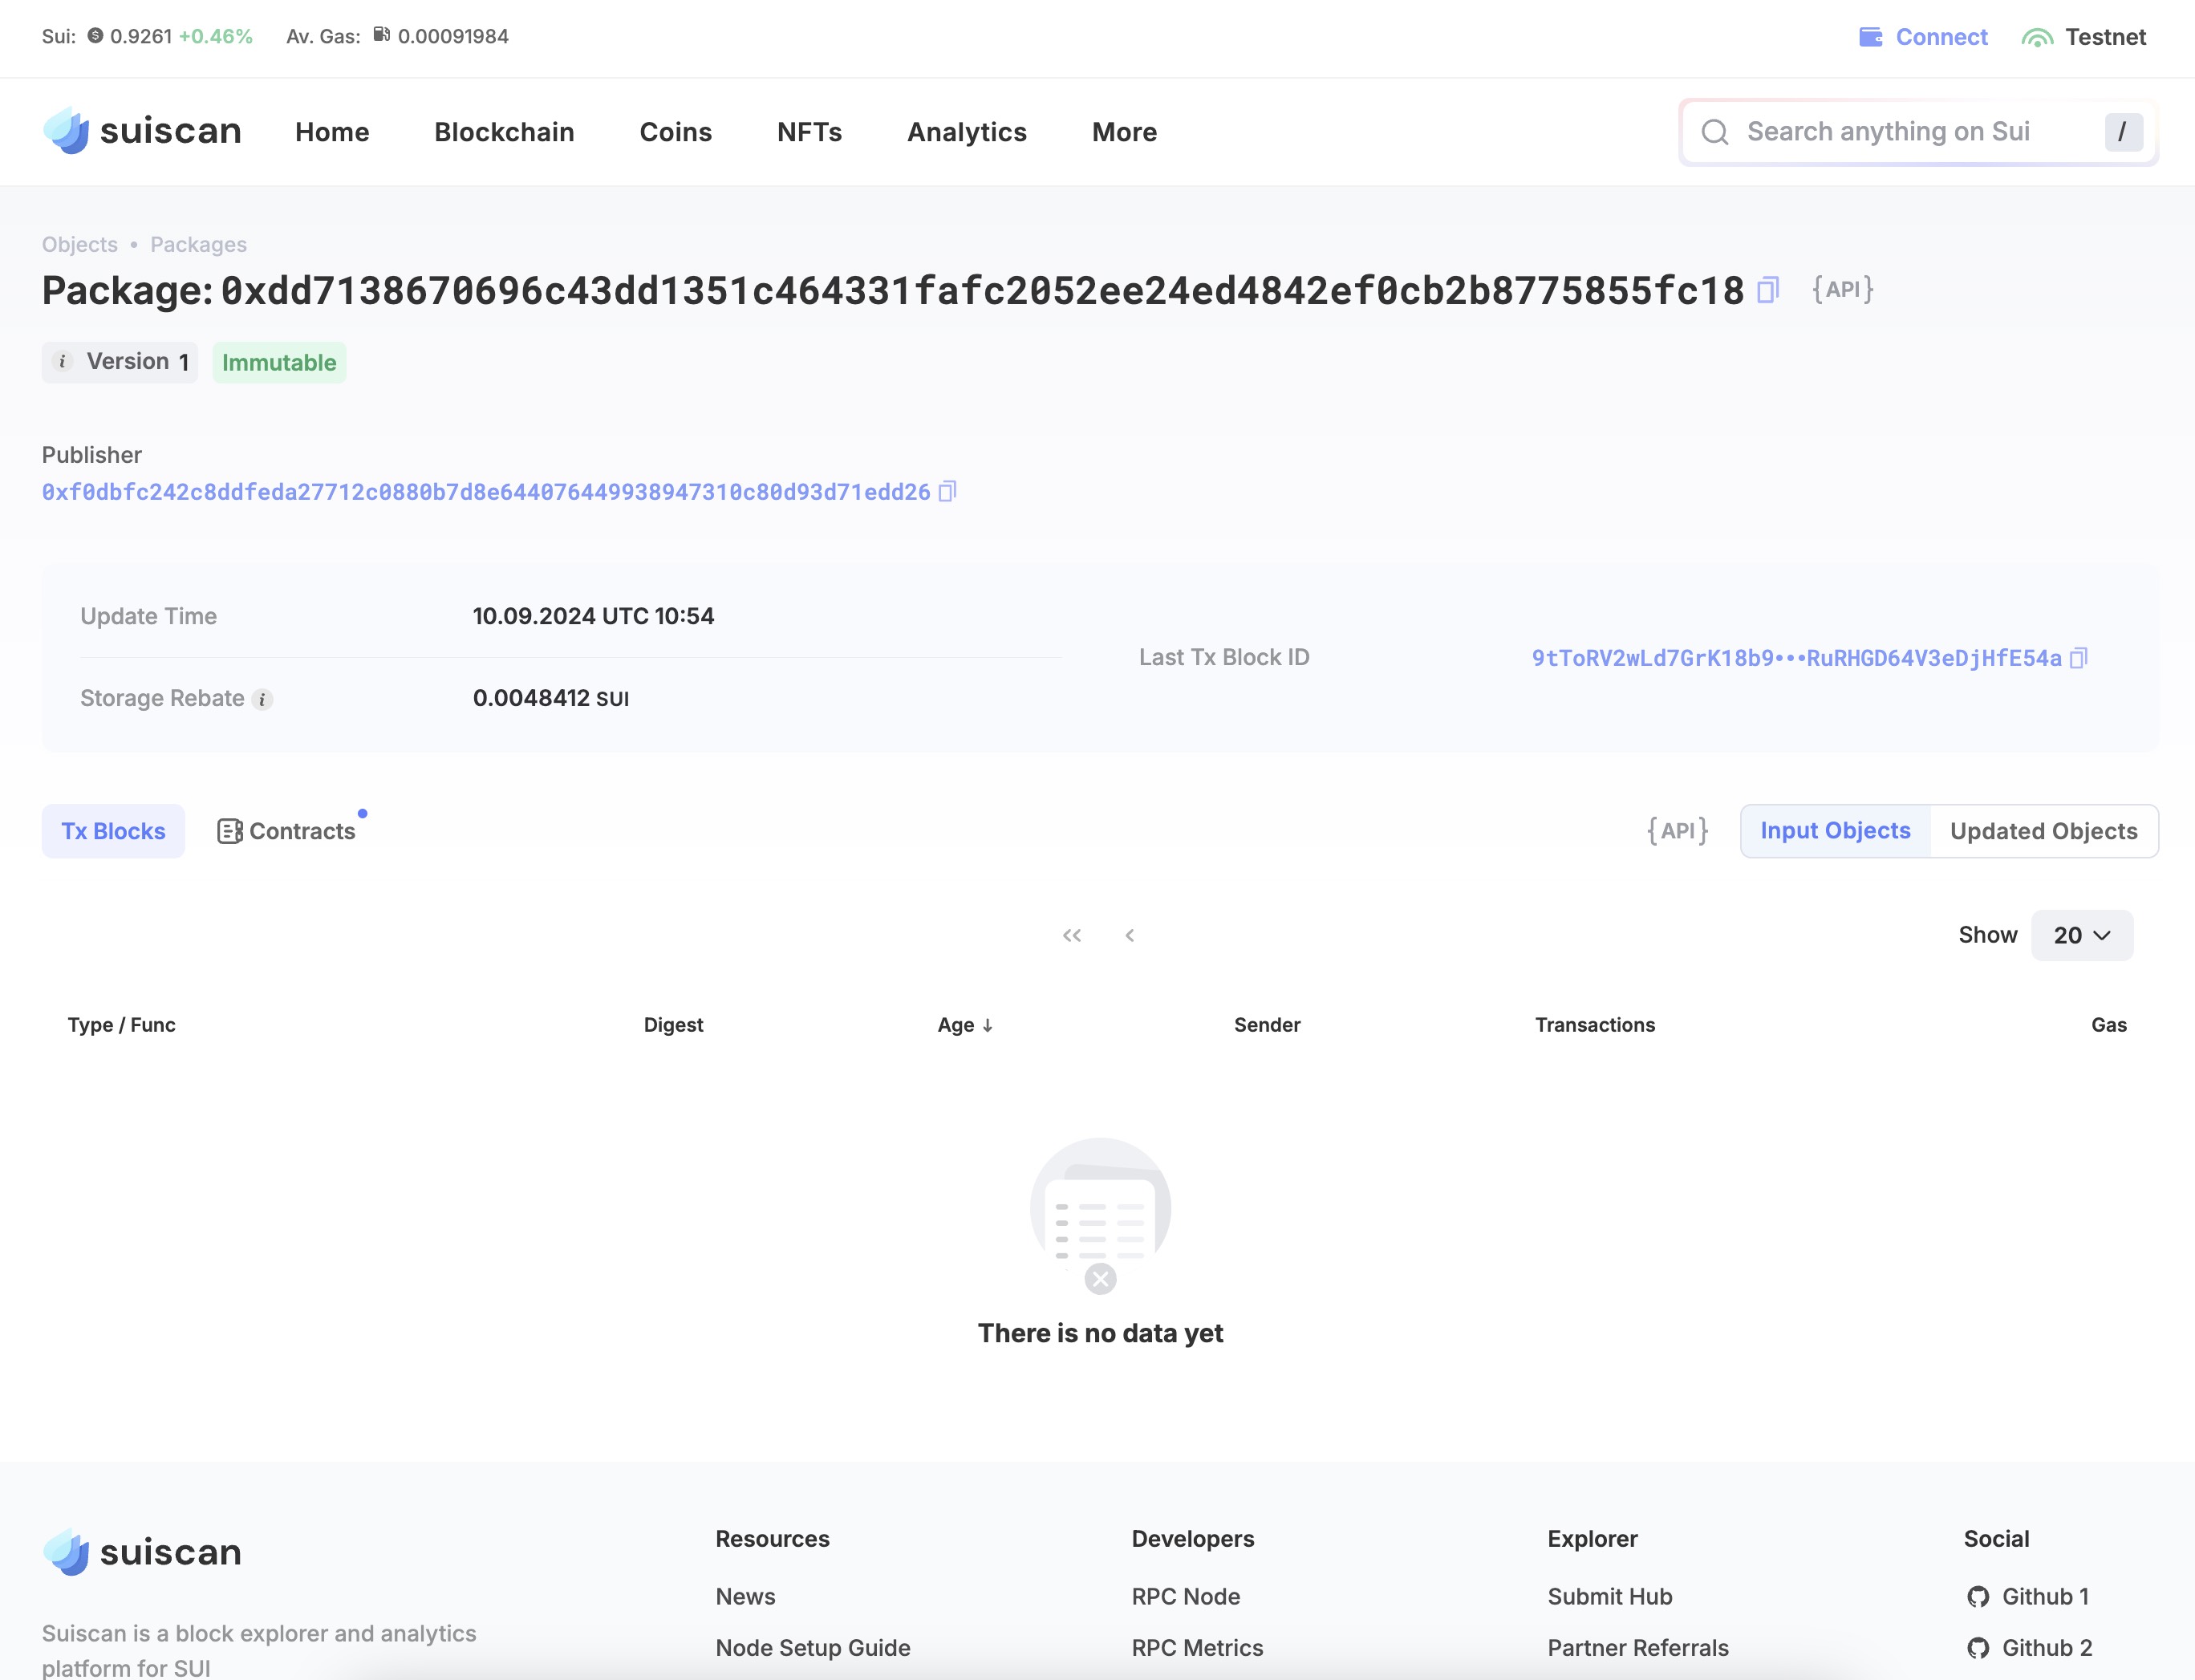 Sui: 0.9261 +0.46% Av. Gas: 0.00091984 Connect Testnet
suiscan Home Blockchain Coins NFTs Analytics More Search anything on Sui /
Objects • Packages
Package: 0xdd7138670696c43dd1351c464331fafc2052ee24ed4842ef0cb2b8775855fc18 {API}
i Version 1 Immutable
Publisher
0xf0dbfc242c8ddfeda27712c0880b7d8e644076449938947310c80d93d71edd26
Update Time 10.09.2024 UTC 10:54
Last Tx Block ID 9tToRV2wLd7GrK18b9•••RuRHGD64V3eDjHfE54a
Storage Rebate i 0.0048412 SUI
Tx Blocks Contracts {API} Input Objects Updated Objects
Show 20
Type / Func Digest Age ↓ Sender Transactions Gas
There is no data yet
suiscan
Suiscan is a block explorer and analytics
platform for SUI
Resources
News
Node Setup Guide
Developers
RPC Node
RPC Metrics
Explorer
Submit Hub
Partner Referrals
Social
Github 1
Github 2